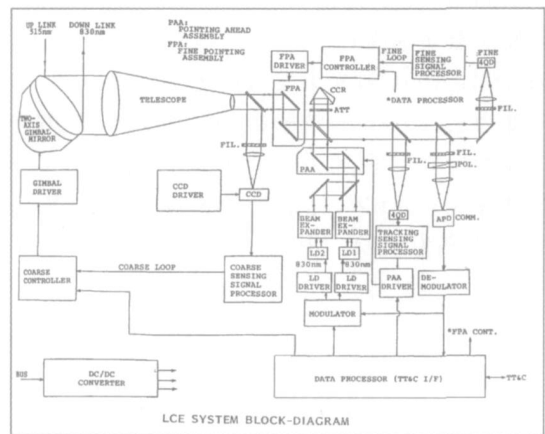 UP LINK
515nm
DOWN LINK
830nm
PAA:
POINTING AHEAD
ASSEMBLY
FPA:
FINE POINTING
ASSEMBLY
TELESCOPE
TWO-
AXIS
GIMBAL
MIRROR
FPA
DRIVER
FPA
CONTROLLER
FINE
LOOP
FINE
SENSING
SIGNAL
PROCESSOR
FINE
4QD
FPA
CCR
ATT
*DATA PROCESSOR
FIL.
FIL.
FIL.
FIL.
POL.
PAA
GIMBAL
DRIVER
CCD
DRIVER
CCD
BEAM
EX-
PANDER
BEAM
EX-
PANDER
4QD
TRACKING
SENSING
SIGNAL
PROCESSOR
APD
COMM.
LD2
LD1
830nm
830nm
COARSE
CONTROLLER
COARSE LOOP
COARSE
SENSING
SIGNAL
PROCESSOR
LD
DRIVER
LD
DRIVER
PAA
DRIVER
DE-
MODULATOR
MODULATOR
*FPA CONT.
BUS
DC/DC
CONVERTER
DATA PROCESSOR (TT&C I/F)
TT&C
LCE SYSTEM BLOCK-DIAGRAM